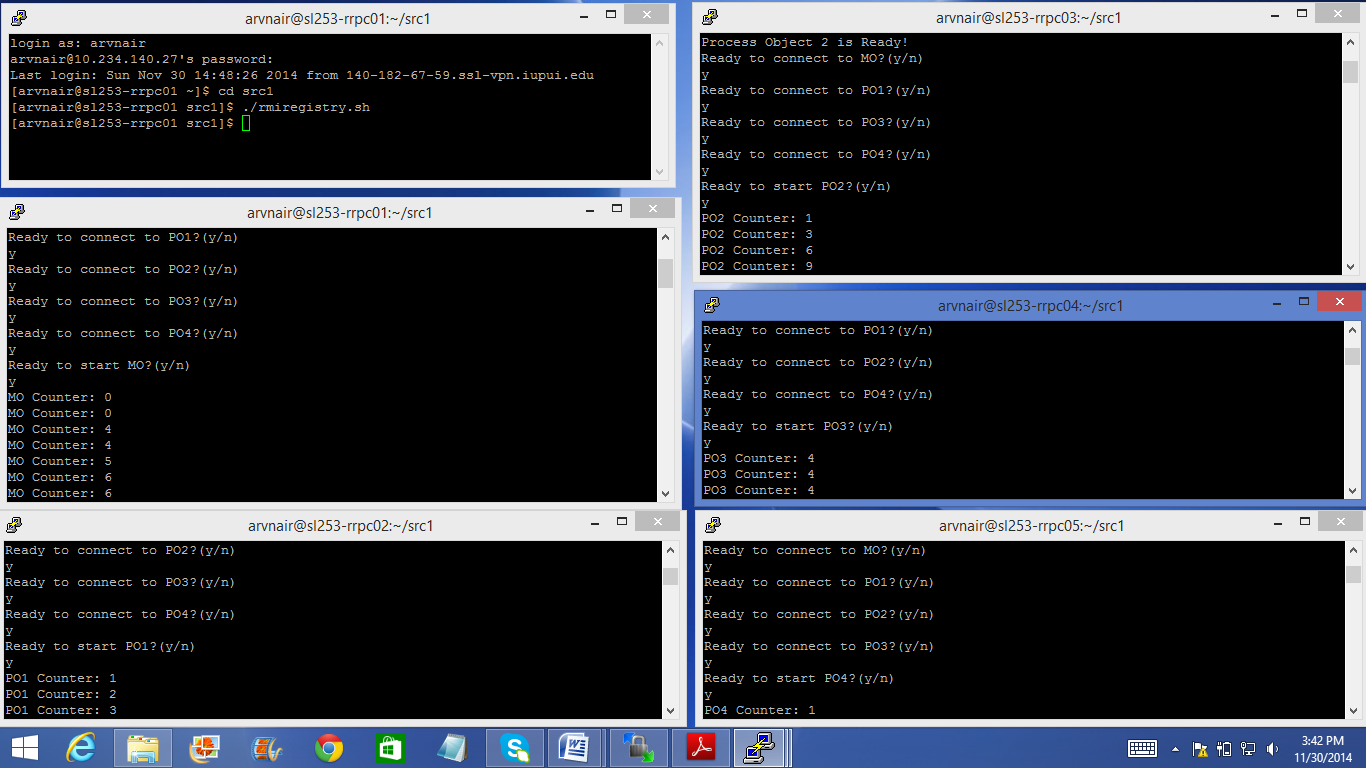 arvnair@sl253-rrpc01:~/src1
login as: arvnair
arvnair@10.234.140.27's password:
Last login: Sun Nov 30 14:48:26 2014 from 140-182-67-59.ssl-vpn.iupui.edu
[arvnair@sl253-rrpc01 ~]$ cd src1
[arvnair@sl253-rrpc01 src1]$ ./rmiregistry.sh
[arvnair@sl253-rrpc01 src1]$
arvnair@sl253-rrpc01:~/src1
Ready to connect to PO1?(y/n)
y
Ready to connect to PO2?(y/n)
y
Ready to connect to PO3?(y/n)
y
Ready to connect to PO4?(y/n)
y
Ready to start MO?(y/n)
y
MO Counter: 0
MO Counter: 0
MO Counter: 4
MO Counter: 4
MO Counter: 5
MO Counter: 6
MO Counter: 6
arvnair@sl253-rrpc02:~/src1
Ready to connect to PO2?(y/n)
y
Ready to connect to PO3?(y/n)
y
Ready to connect to PO4?(y/n)
y
Ready to start PO1?(y/n)
y
PO1 Counter: 1
PO1 Counter: 2
PO1 Counter: 3
arvnair@sl253-rrpc03:~/src1
Process Object 2 is Ready!
Ready to connect to MO?(y/n)
y
Ready to connect to PO1?(y/n)
y
Ready to connect to PO3?(y/n)
y
Ready to connect to PO4?(y/n)
y
Ready to start PO2?(y/n)
y
PO2 Counter: 1
PO2 Counter: 3
PO2 Counter: 6
PO2 Counter: 9
arvnair@sl253-rrpc04:~/src1
Ready to connect to PO1?(y/n)
y
Ready to connect to PO2?(y/n)
y
Ready to connect to PO4?(y/n)
y
Ready to start PO3?(y/n)
y
PO3 Counter: 4
PO3 Counter: 4
PO3 Counter: 4
arvnair@sl253-rrpc05:~/src1
Ready to connect to MO?(y/n)
y
Ready to connect to PO1?(y/n)
y
Ready to connect to PO2?(y/n)
y
Ready to connect to PO3?(y/n)
y
Ready to start PO4?(y/n)
y
PO4 Counter: 1
3:42 PM
11/30/2014